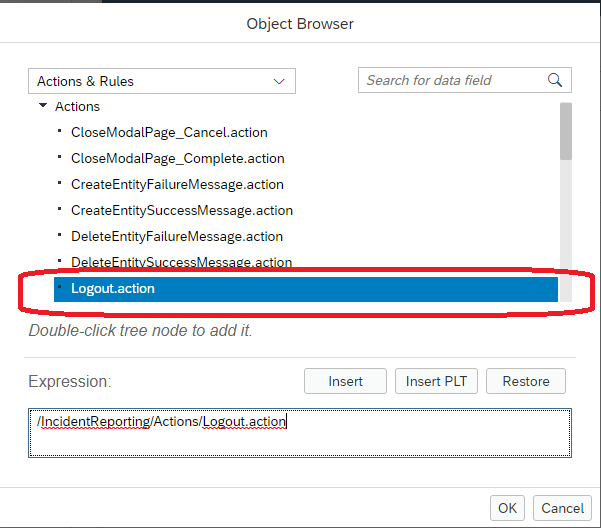 Object Browser
Actions & Rules
Search for data field
Actions
CloseModalPage_Cancel.action
CloseModalPage_Complete.action
CreateEntityFailureMessage.action
CreateEntitySuccessMessage.action
DeleteEntityFailureMessage.action
DeleteEntitySuccessMessage.action
Logout.action
Double-click tree node to add it.
Expression:
Insert
Insert PLT
Restore
/IncidentReporting/Actions/Logout.action
OK
Cancel